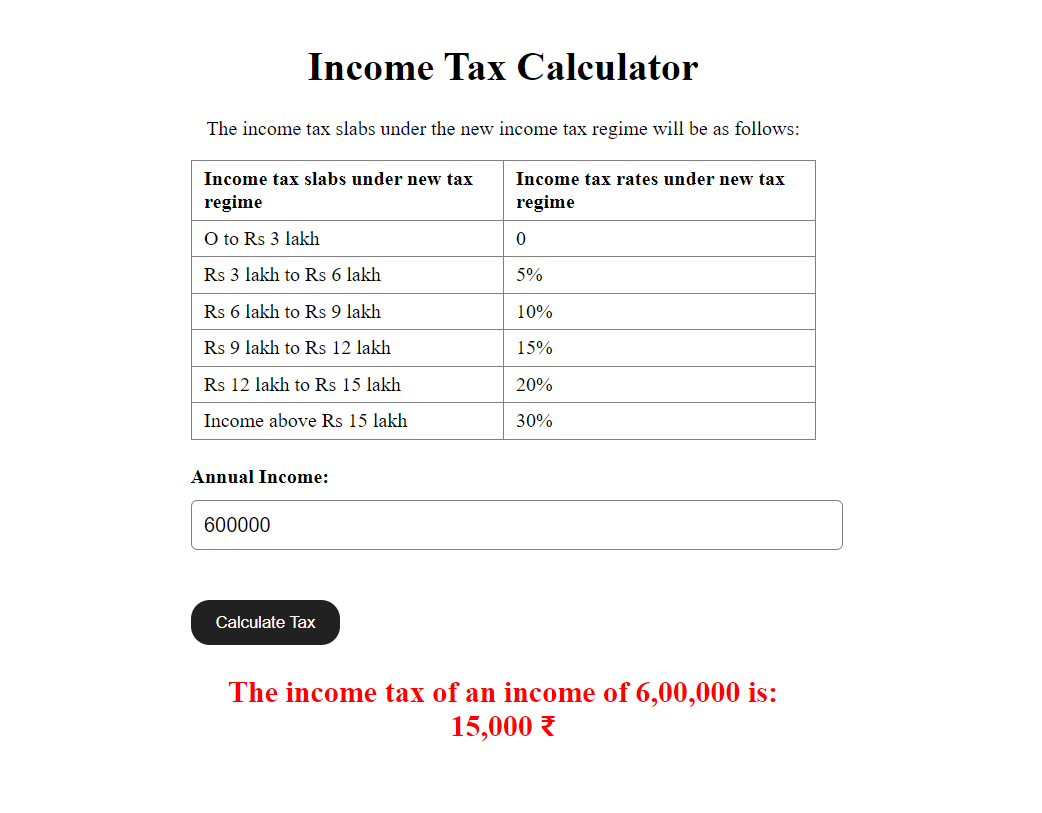 Income Tax Calculator
The income tax slabs under the new income tax regime will be as follows:
Income tax slabs under new tax
regime
Income tax rates under new tax
regime
O to Rs 3 lakh
0
Rs 3 lakh to Rs 6 lakh
5%
Rs 6 lakh to Rs 9 lakh
10%
Rs 9 lakh to Rs 12 lakh
15%
Rs 12 lakh to Rs 15 lakh
20%
Income above Rs 15 lakh
30%
Annual Income:
600000
Calculate Tax
The income tax of an income of 6,00,000 is:
15,000 ₹